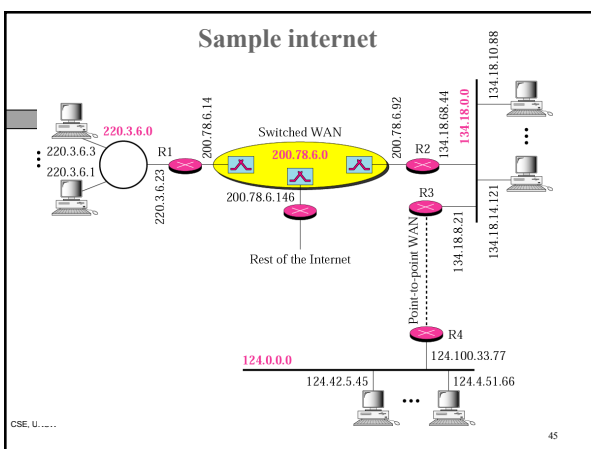 Sample internet
134.18.10.88
200.78.6.14
Switched WAN
200.78.6.92
134.18.68.44
134.18.0.0
220.3.6.0
220.3.6.3
R1
200.78.6.0
R2
220.3.6.1
220.3.6.23
200.78.6.146
R3
134.18.14.121
134.18.8.21
Rest of the Internet
Point-to-point WAN
R4
124.0.0.0
124.100.33.77
124.42.5.45
124.4.51.66
CSE,
45